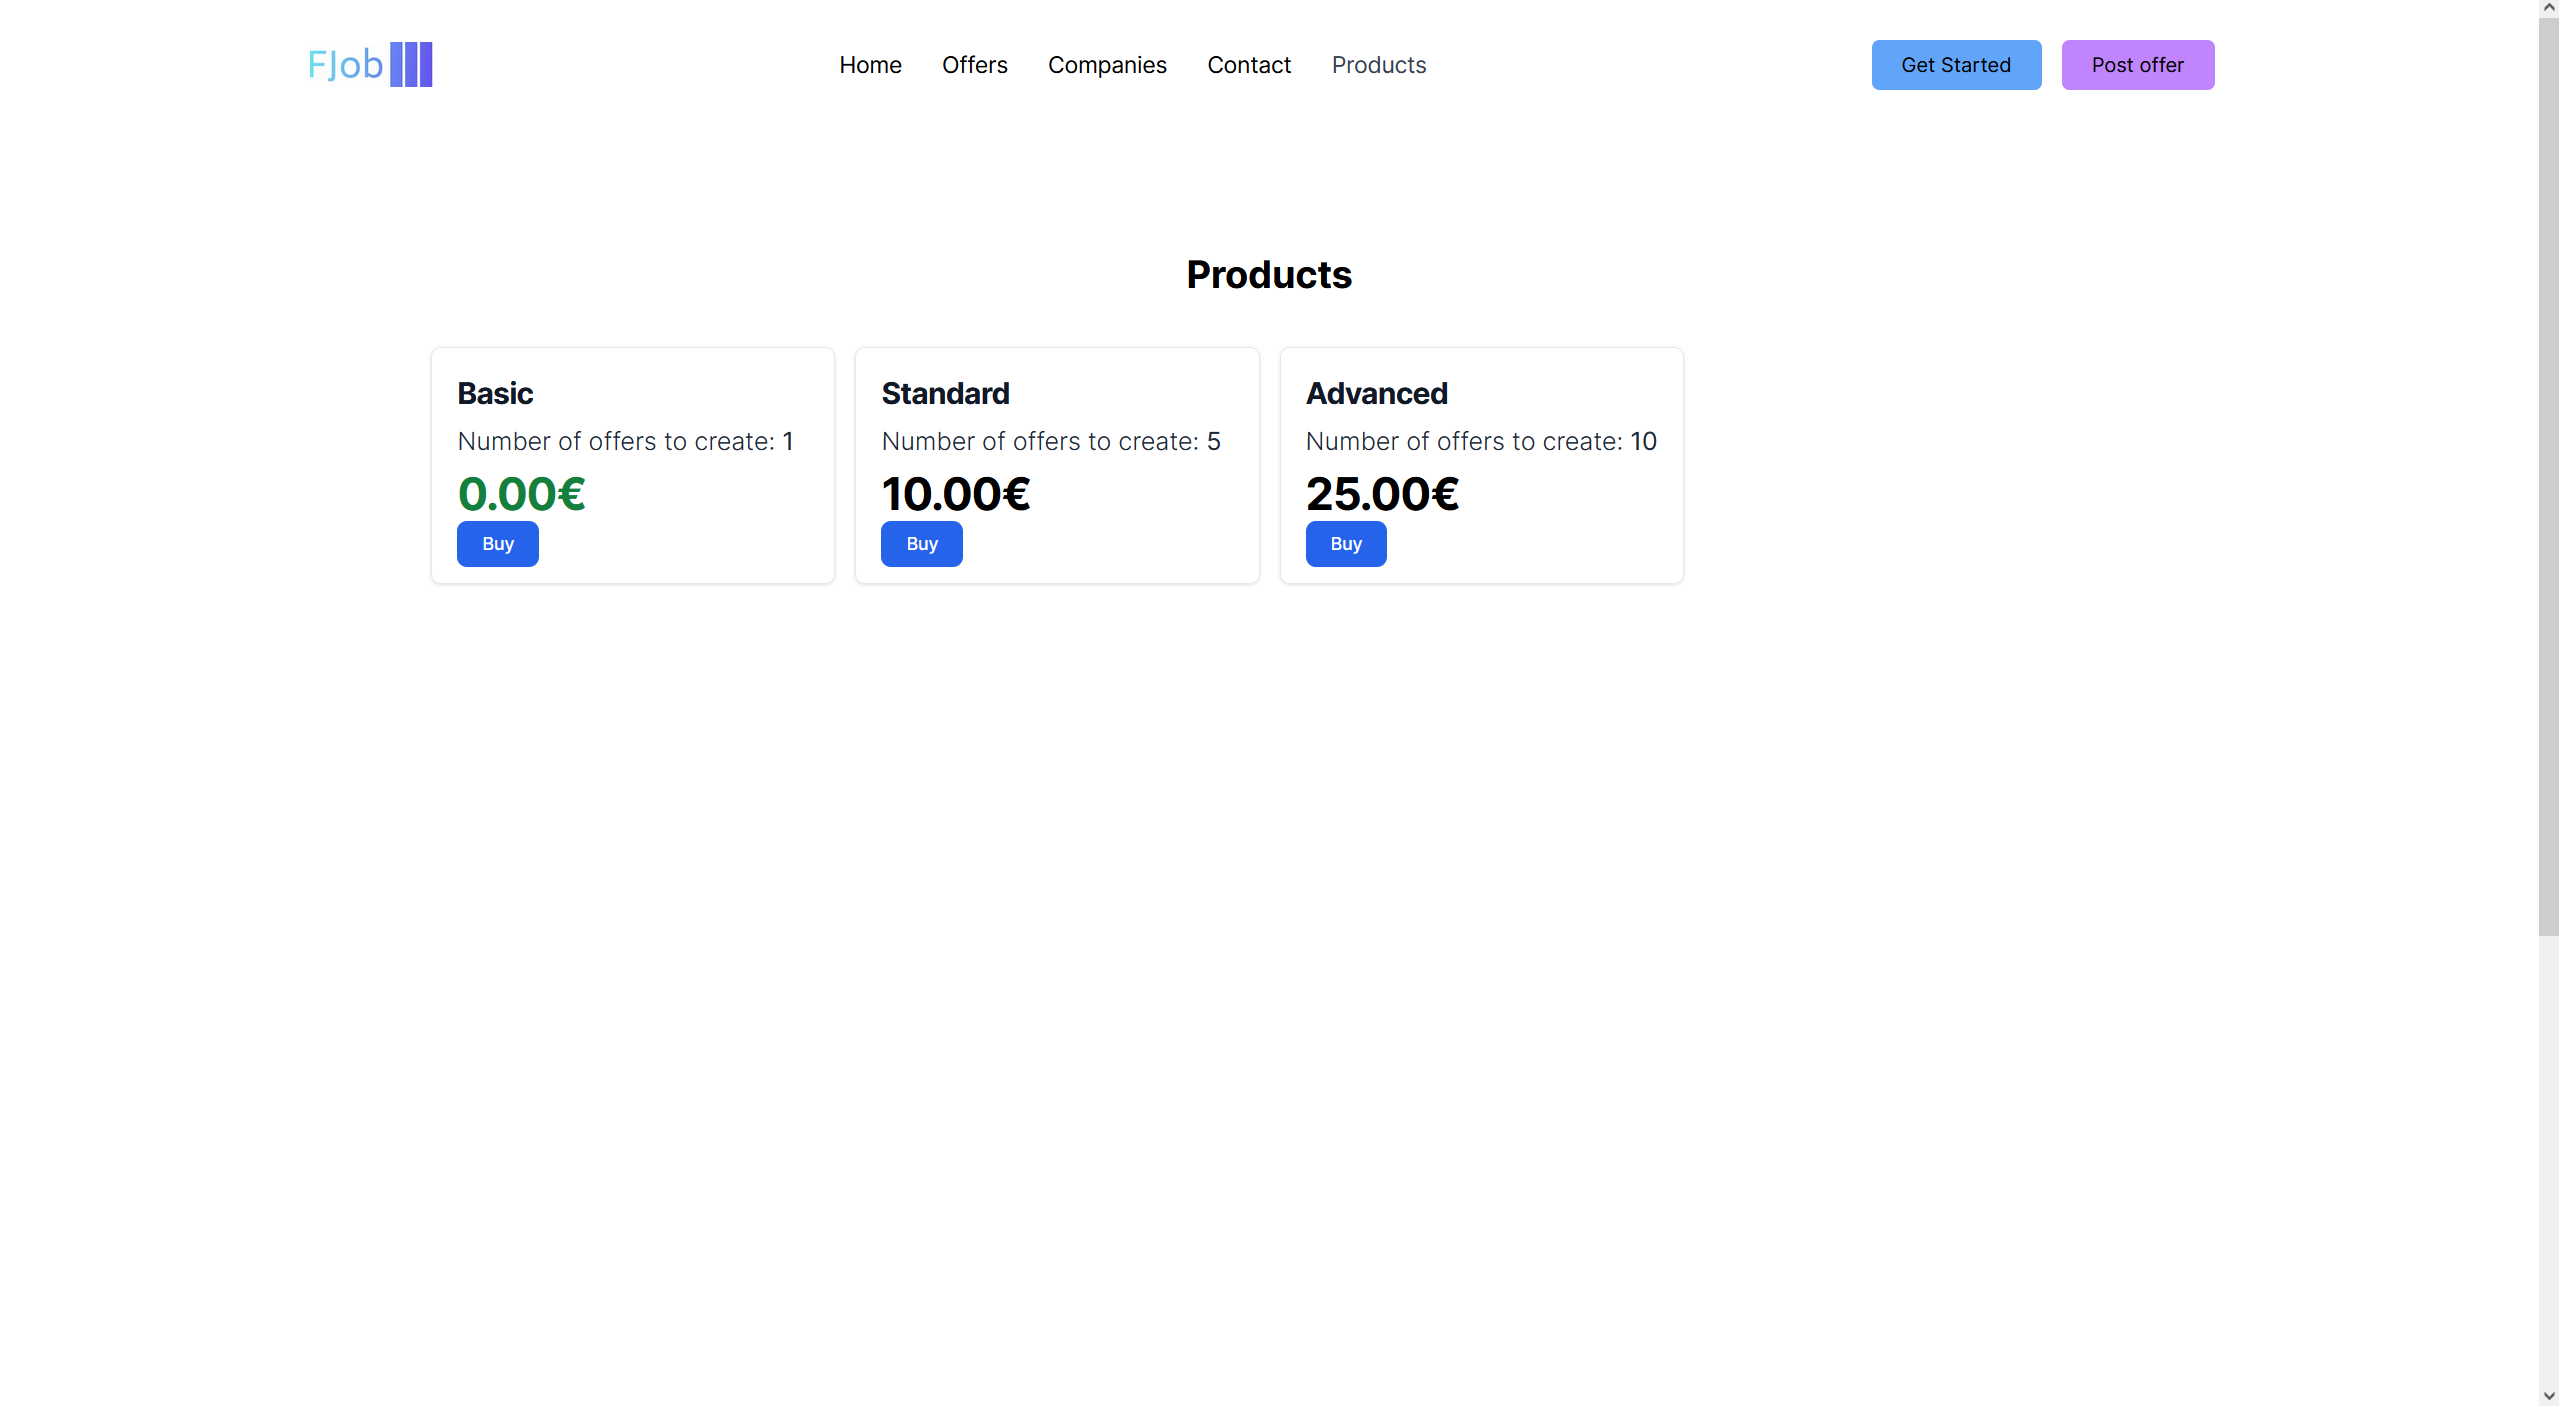 FJob
Home Offers Companies Contact Products
Get Started Post offer
Products
Basic
Number of offers to create: 1
0.00€
Buy
Standard
Number of offers to create: 5
10.00€
Buy
Advanced
Number of offers to create: 10
25.00€
Buy